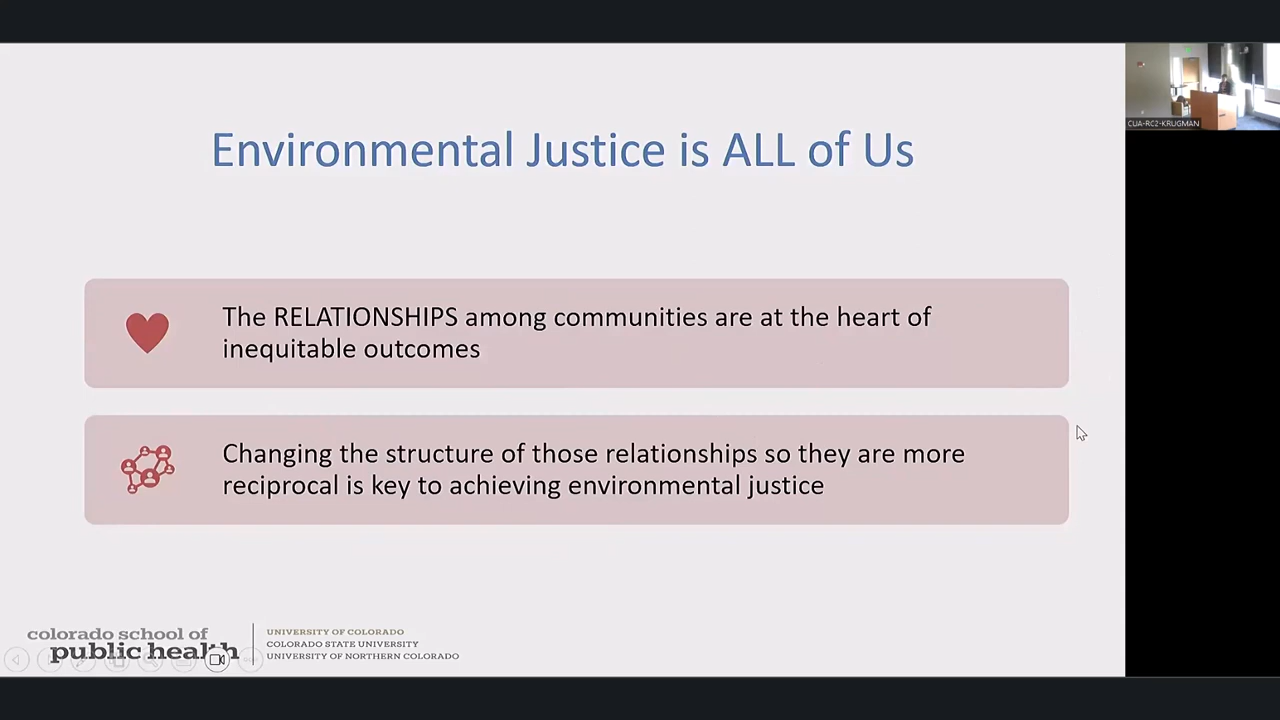 Environmental Justice is ALL of Us
The RELATIONSHIPS among communities are at the heart of
inequitable outcomes
Changing the structure of those relationships so they are more
reciprocal is key to achieving environmental justice
colorado school of
public health
UNIVERSITY OF COLORADO
COLORADO STATE UNIVERSITY
UNIVERSITY OF NORTHERN COLORADO
CUA-RC2-KRUGMAN